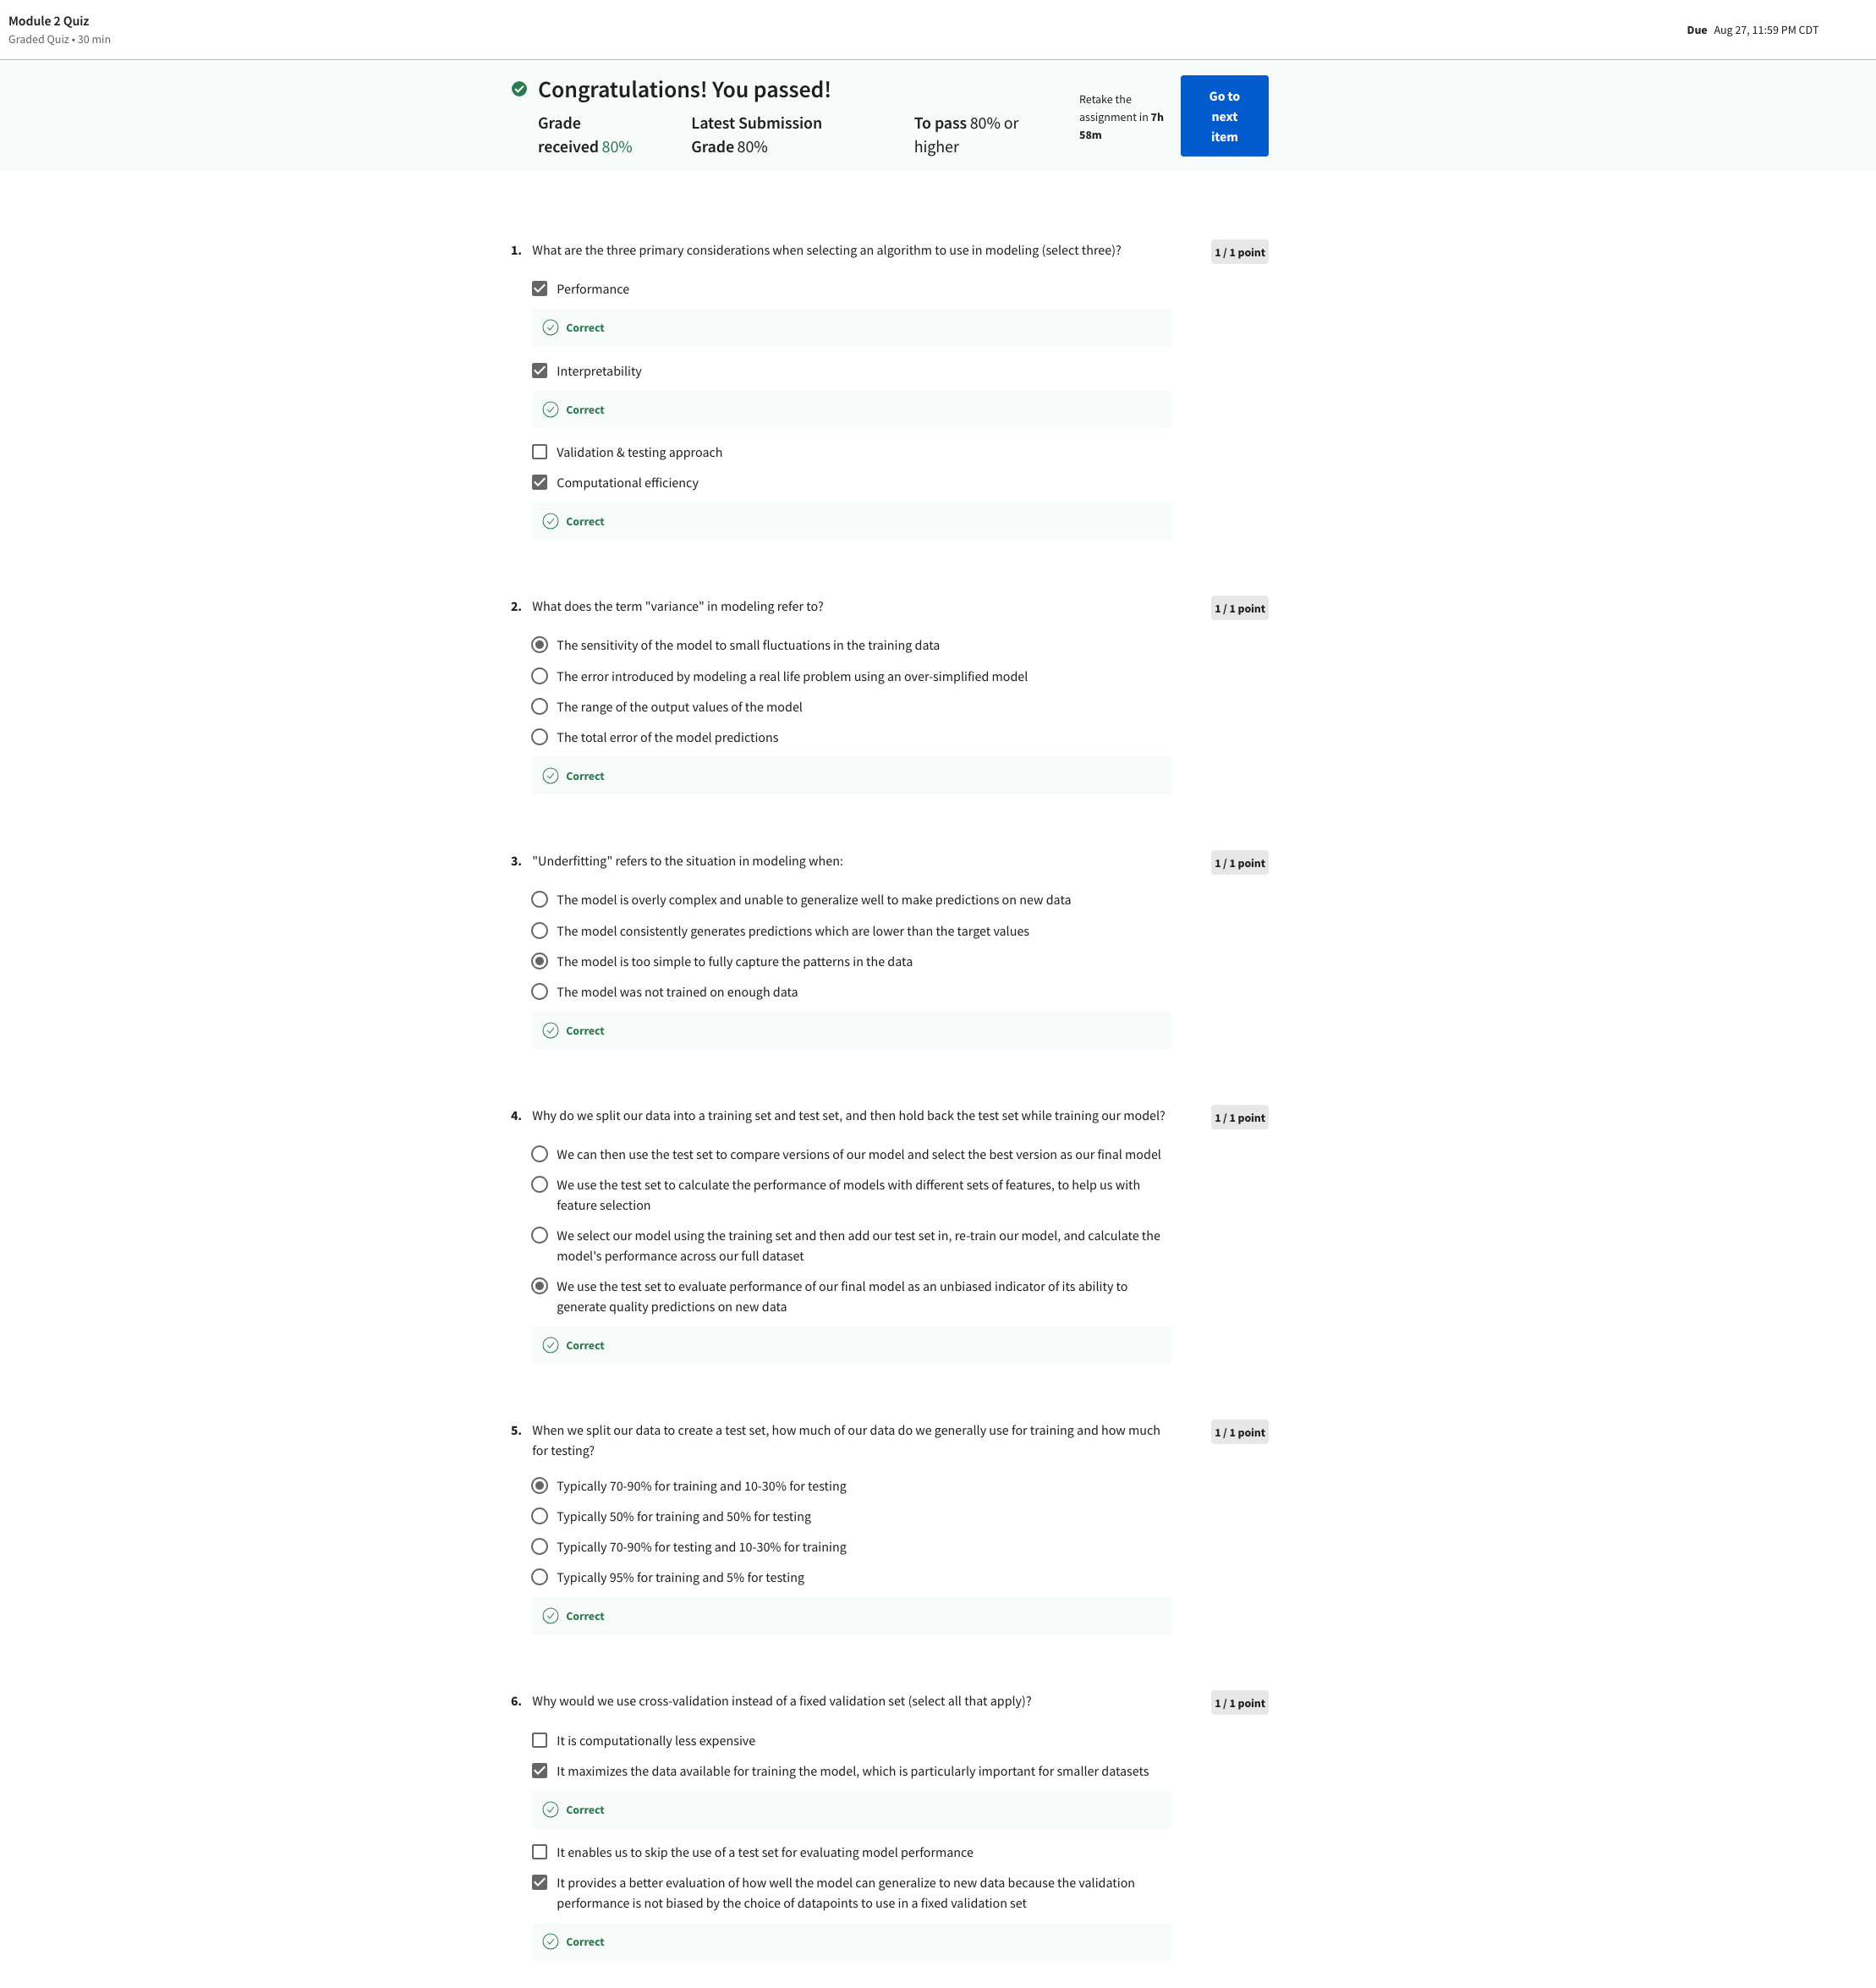 Module 2 Quiz
Graded Quiz • 30 min
Due Aug 27, 11:59 PM CDT
Congratulations! You passed!
Grade
received 80%
Latest Submission
Grade 80%
To pass 80% or
higher
Retake the
assignment in 7h
58m
Go to
next
item
1. What are the three primary considerations when selecting an algorithm to use in modeling (select three)?
1 / 1 point
Performance
Correct
Interpretability
Correct
Validation & testing approach
Computational efficiency
Correct
2. What does the term "variance" in modeling refer to?
1 / 1 point
The sensitivity of the model to small fluctuations in the training data
The error introduced by modeling a real life problem using an over-simplified model
The range of the output values of the model
The total error of the model predictions
Correct
3. "Underfitting" refers to the situation in modeling when:
1 / 1 point
The model is overly complex and unable to generalize well to make predictions on new data
The model consistently generates predictions which are lower than the target values
The model is too simple to fully capture the patterns in the data
The model was not trained on enough data
Correct
4. Why do we split our data into a training set and test set, and then hold back the test set while training our model?
1 / 1 point
We can then use the test set to compare versions of our model and select the best version as our final model
We use the test set to calculate the performance of models with different sets of features, to help us with
feature selection
We select our model using the training set and then add our test set in, re-train our model, and calculate the
model's performance across our full dataset
We use the test set to evaluate performance of our final model as an unbiased indicator of its ability to
generate quality predictions on new data
Correct
5. When we split our data to create a test set, how much of our data do we generally use for training and how much
for testing?
1 / 1 point
Typically 70-90% for training and 10-30% for testing
Typically 50% for training and 50% for testing
Typically 70-90% for testing and 10-30% for training
Typically 95% for training and 5% for testing
Correct
6. Why would we use cross-validation instead of a fixed validation set (select all that apply)?
1 / 1 point
It is computationally less expensive
It maximizes the data available for training the model, which is particularly important for smaller datasets
Correct
It enables us to skip the use of a test set for evaluating model performance
It provides a better evaluation of how well the model can generalize to new data because the validation
performance is not biased by the choice of datapoints to use in a fixed validation set
Correct